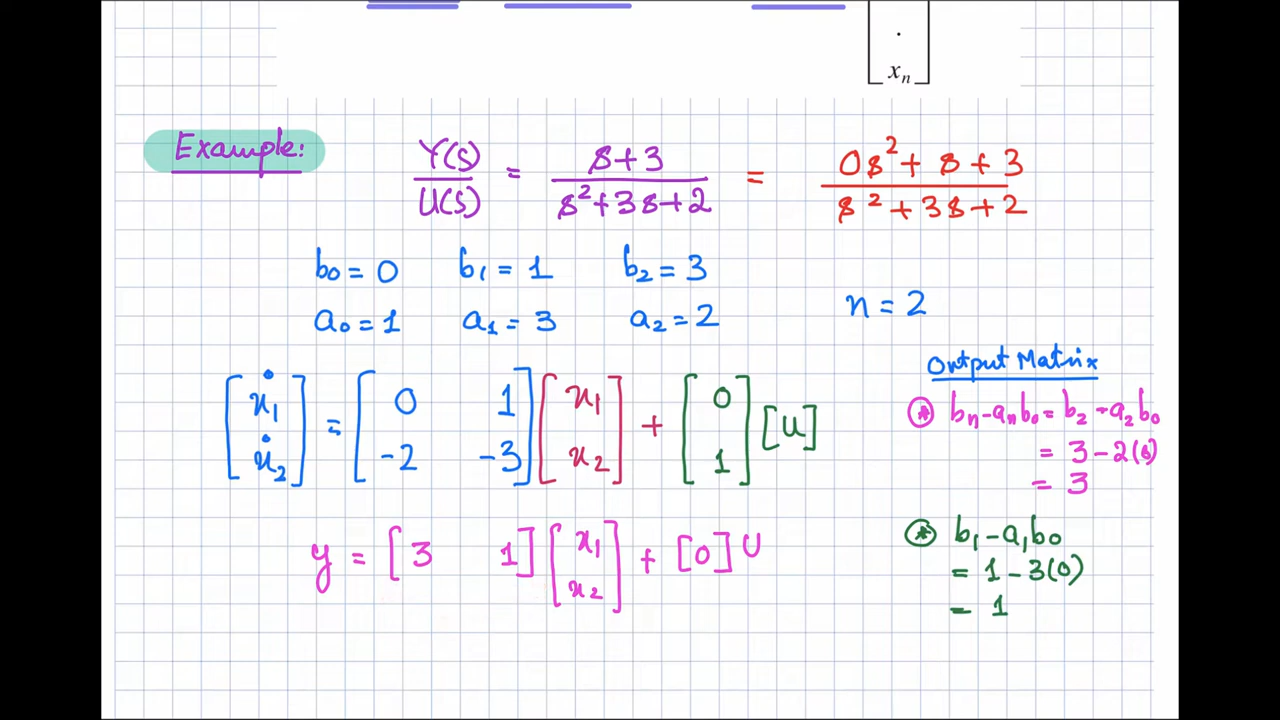 .
xₙ
Example: Y(s)/U(s) = s+3 / s²+3s+2 = 0s²+s+3 / s²+3s+2
b₀ = 0 b₁ = 1 b₂ = 3
a₀ = 1 a₁ = 3 a₂ = 2 n = 2
[ẋ₁ ẋ₂] = [0 1 -2 -3] [x₁ x₂] + [0 1] [u]
y = [3 1] [x₁ x₂] + [0] U
Output Matrix
* bₙ-aₙb₀ = b₂-a₂b₀
= 3-2(0)
= 3
* b₁-a₁b₀
= 1-3(0)
= 1